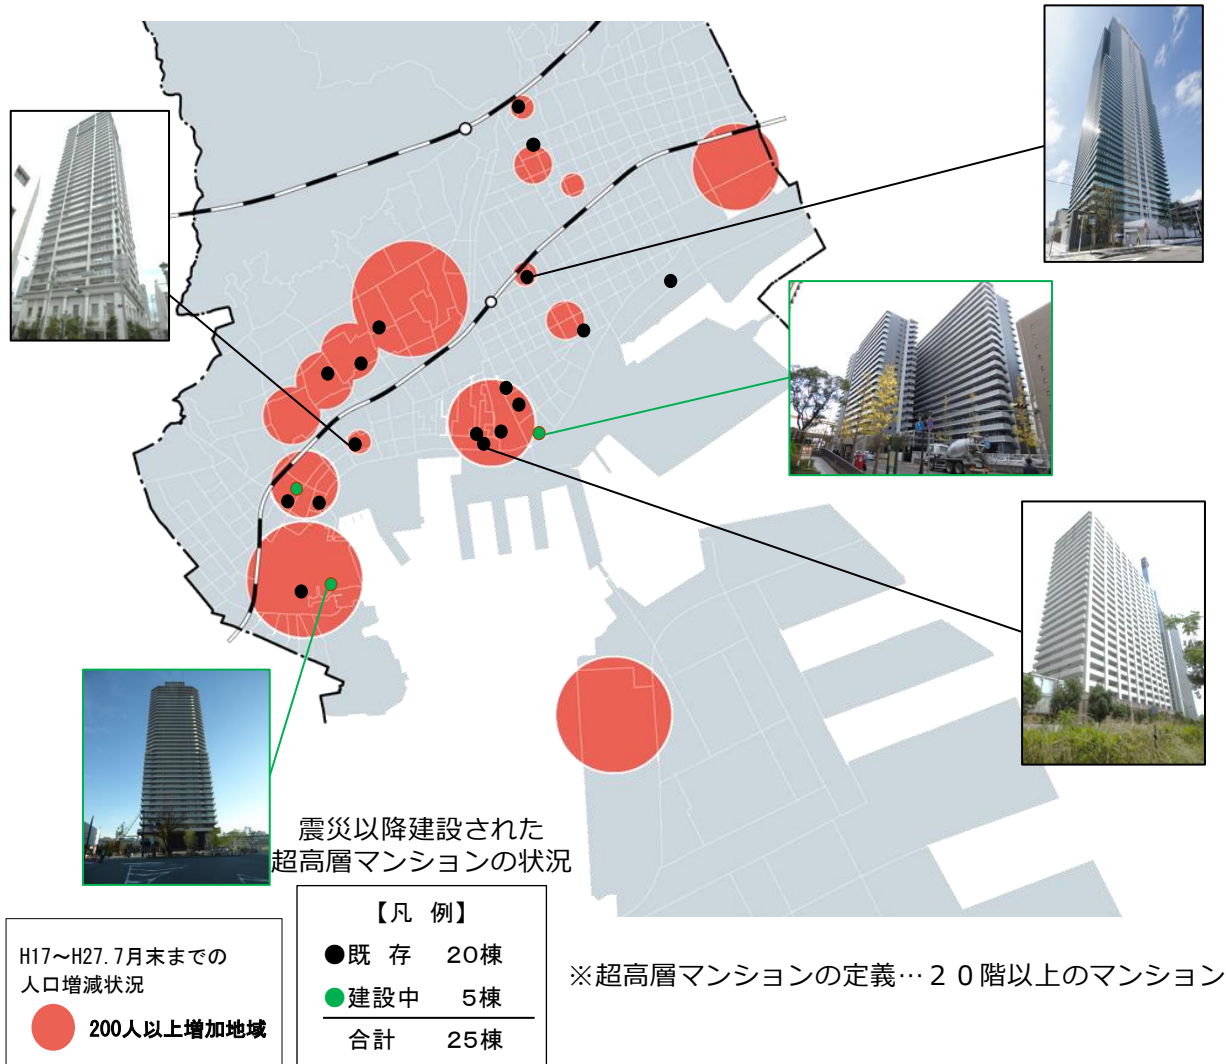 震災以降建設された
超高層マンションの状況
【凡 例】
●既 存 20棟
●建設中 5棟
合計 25棟
H17～H27.7月末までの
人口増減状況
200人以上増加地域
※超高層マンションの定義…２０階以上のマンション